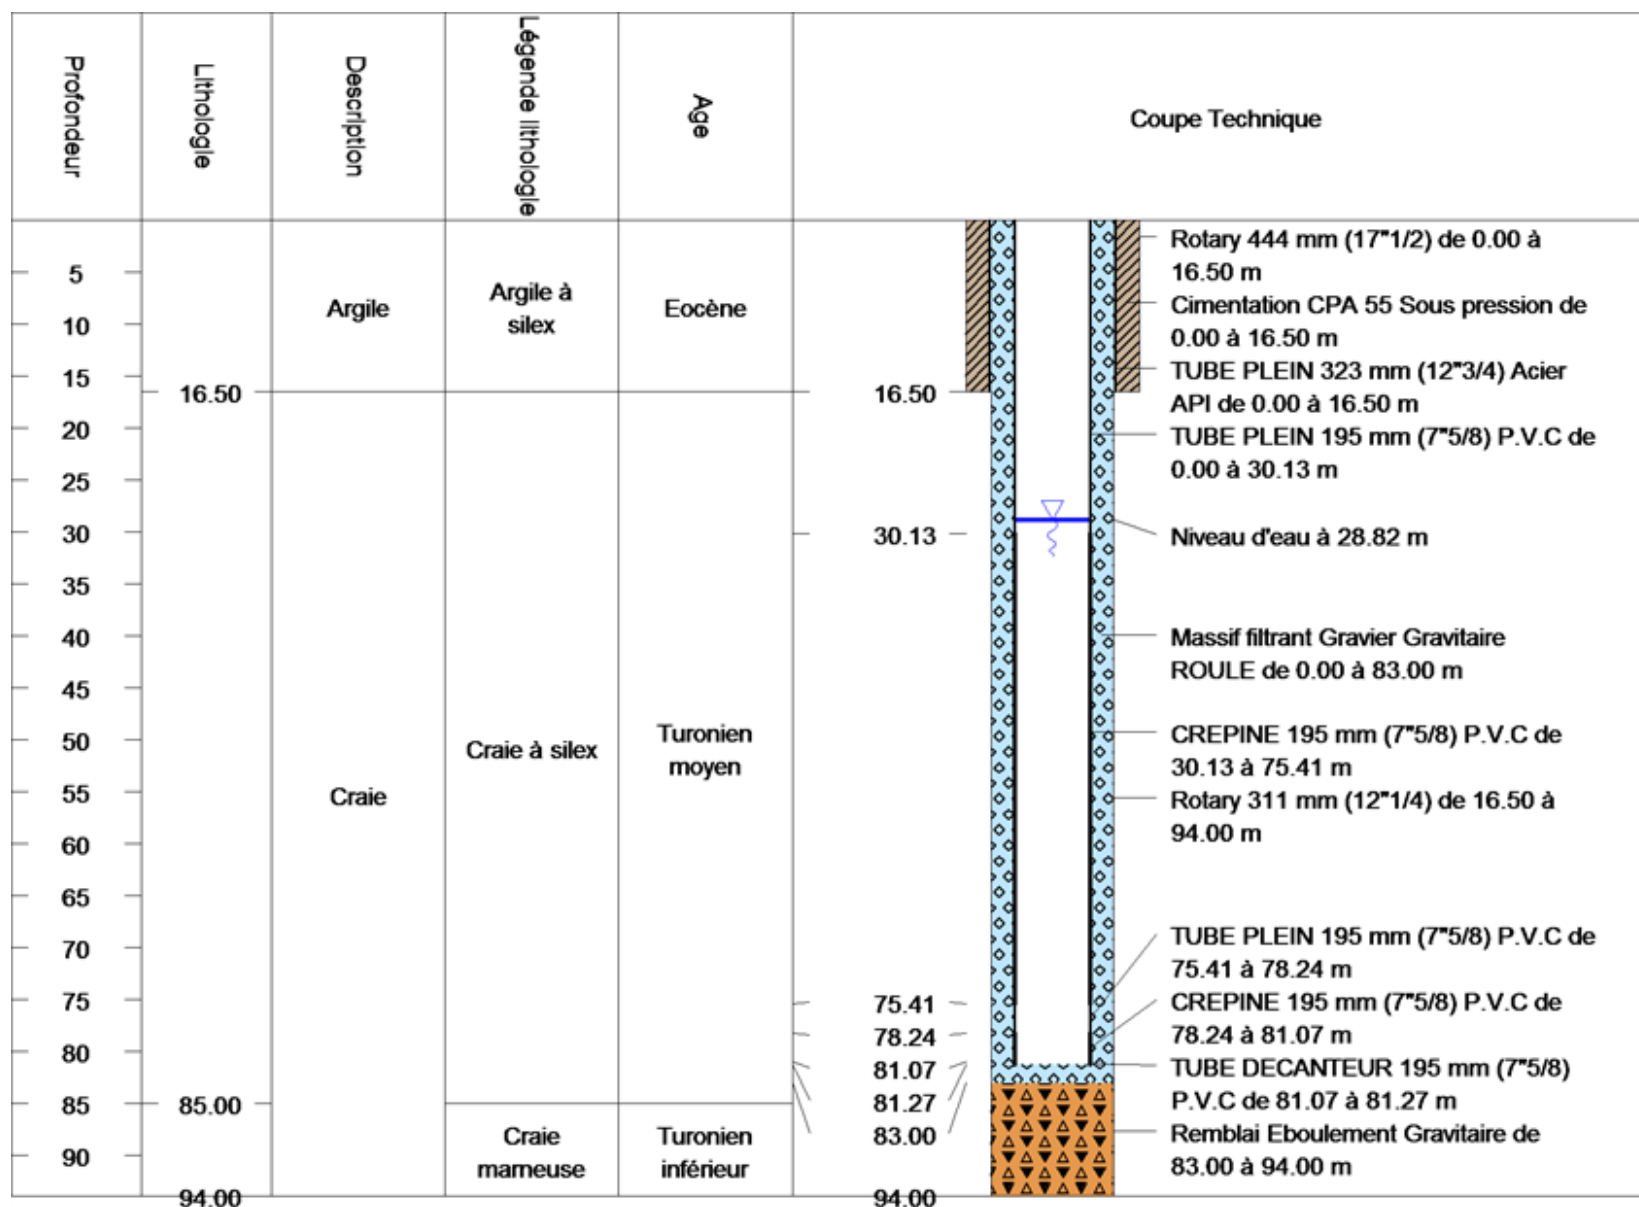 Profondeur
Lithologie
Description
Légende lithologie
Age
Coupe Technique
5
10
15
20
25
30
35
40
45
50
55
60
65
70
75
80
85
90
16.50
85.00
94.00
Argile
Craie
Argile à
silex
Craie à silex
Craie
marneuse
Eocène
Turonien
moyen
Turonien
inférieur
16.50
30.13
75.41
78.24
81.07
81.27
83.00
94.00
Rotary 444 mm (17"1/2) de 0.00 à
16.50 m
Cimentation CPA 55 Sous pression de
0.00 à 16.50 m
TUBE PLEIN 323 mm (12"3/4) Acier
API de 0.00 à 16.50 m
TUBE PLEIN 195 mm (7"5/8) P.V.C de
0.00 à 30.13 m
Niveau d'eau à 28.82 m
Massif filtrant Gravier Gravitaire
ROULE de 0.00 à 83.00 m
CREPINE 195 mm (7"5/8) P.V.C de
30.13 à 75.41 m
Rotary 311 mm (12"1/4) de 16.50 à
94.00 m
TUBE PLEIN 195 mm (7"5/8) P.V.C de
75.41 à 78.24 m
CREPINE 195 mm (7"5/8) P.V.C de
78.24 à 81.07 m
TUBE DECANTEUR 195 mm (7"5/8)
P.V.C de 81.07 à 81.27 m
Remblai Eboulement Gravitaire de
83.00 à 94.00 m